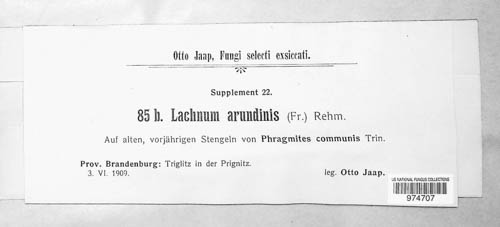 Otto Jaap, Fungi selecti exsiccati.
Supplement 22.
85 b. Lachnum arundinis (Fr.) Rehm.
Auf alten, vorjährigen Stengeln von Phragmites communis Trin.
Prov. Brandenburg: Triglitz in der Prignitz.
3. VI. 1909.
leg. Otto Jaap.
US NATIONAL FUNGUS COLLECTIONS
974707